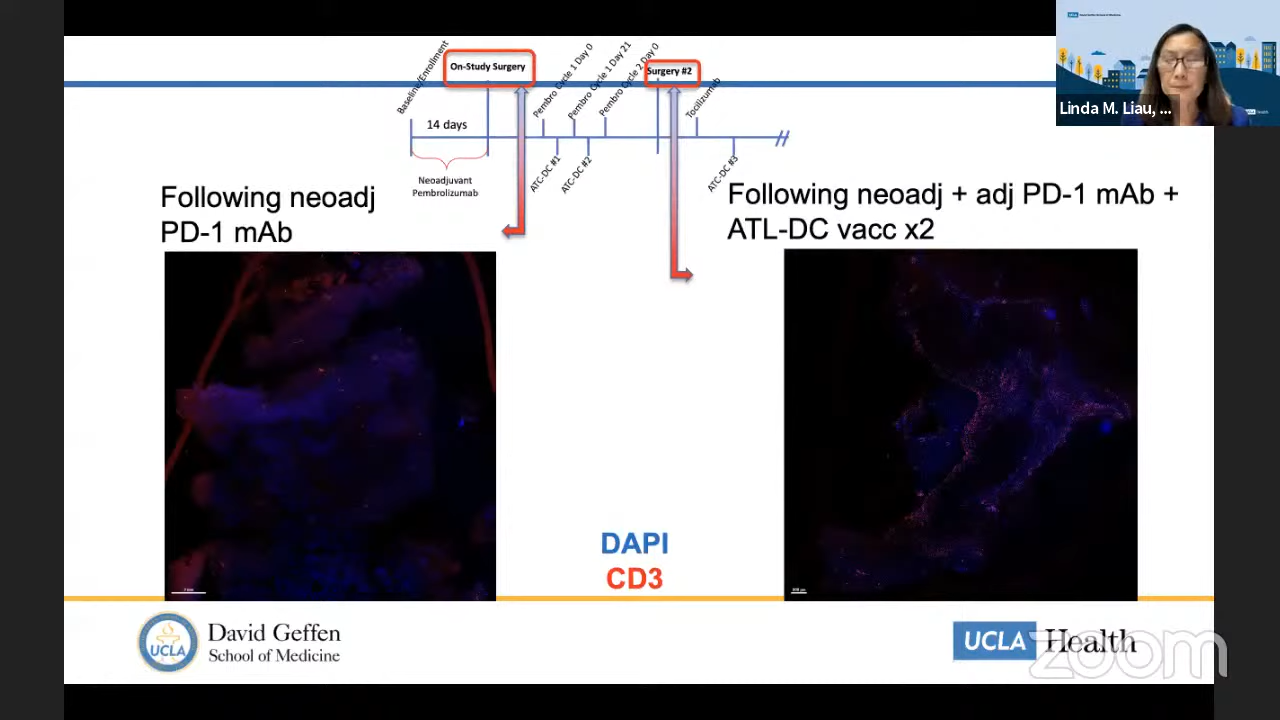 Baseline/Enrollment
On-Study Surgery
Pembro Cycle 1 Day 0
Pembro Cycle 1 Day 21
Pembro Cycle 2 Day 0
Surgery #2
Tocilizumab
14 days
ATC-DC #1
ATC-DC #2
ATC-DC #3
Neoadjuvant
Pembrolizumab
Following neoadj
PD-1 mAb
Following neoadj + adj PD-1 mAb +
ATL-DC vacc x2
DAPI
CD3
UCLA
David Geffen
School of Medicine
UCLA Health
zoom
Linda M. Liau, ...
UCLA